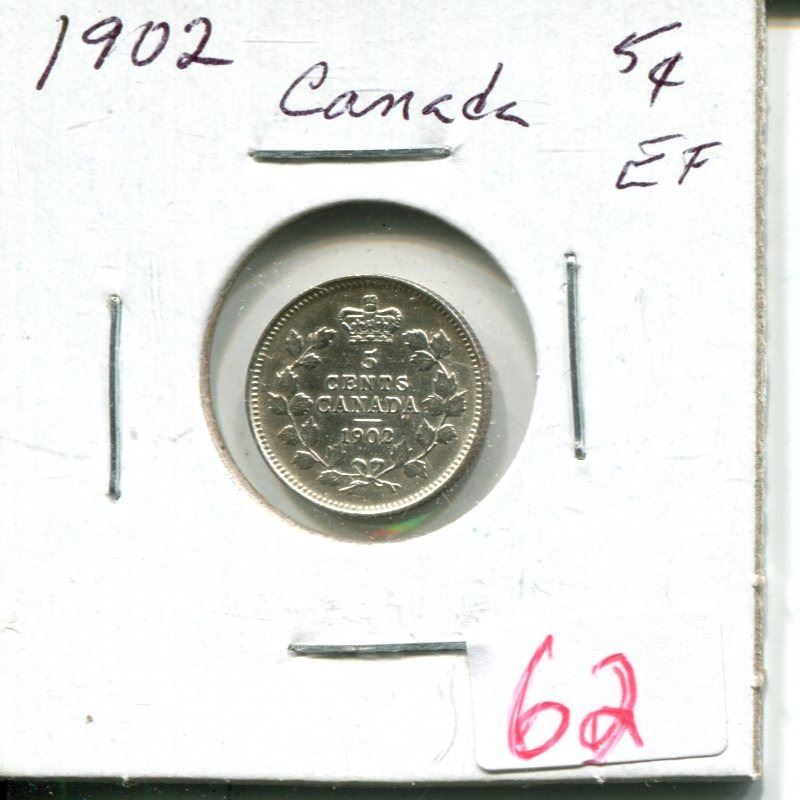 1902 Canada 5¢
EF
5
CENTS
CANADA
1902
62